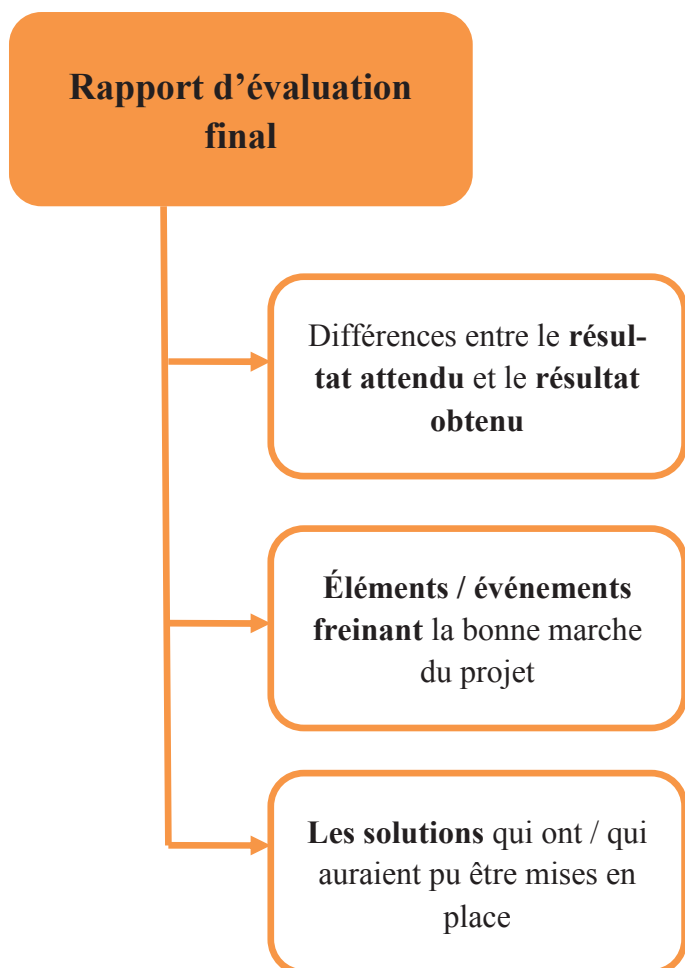 Rapport d’évaluation
final
Différences entre le résul-
tat attendu et le résultat
obtenu
Éléments / événements
freinant la bonne marche
du projet
Les solutions qui ont / qui
auraient pu être mises en
place